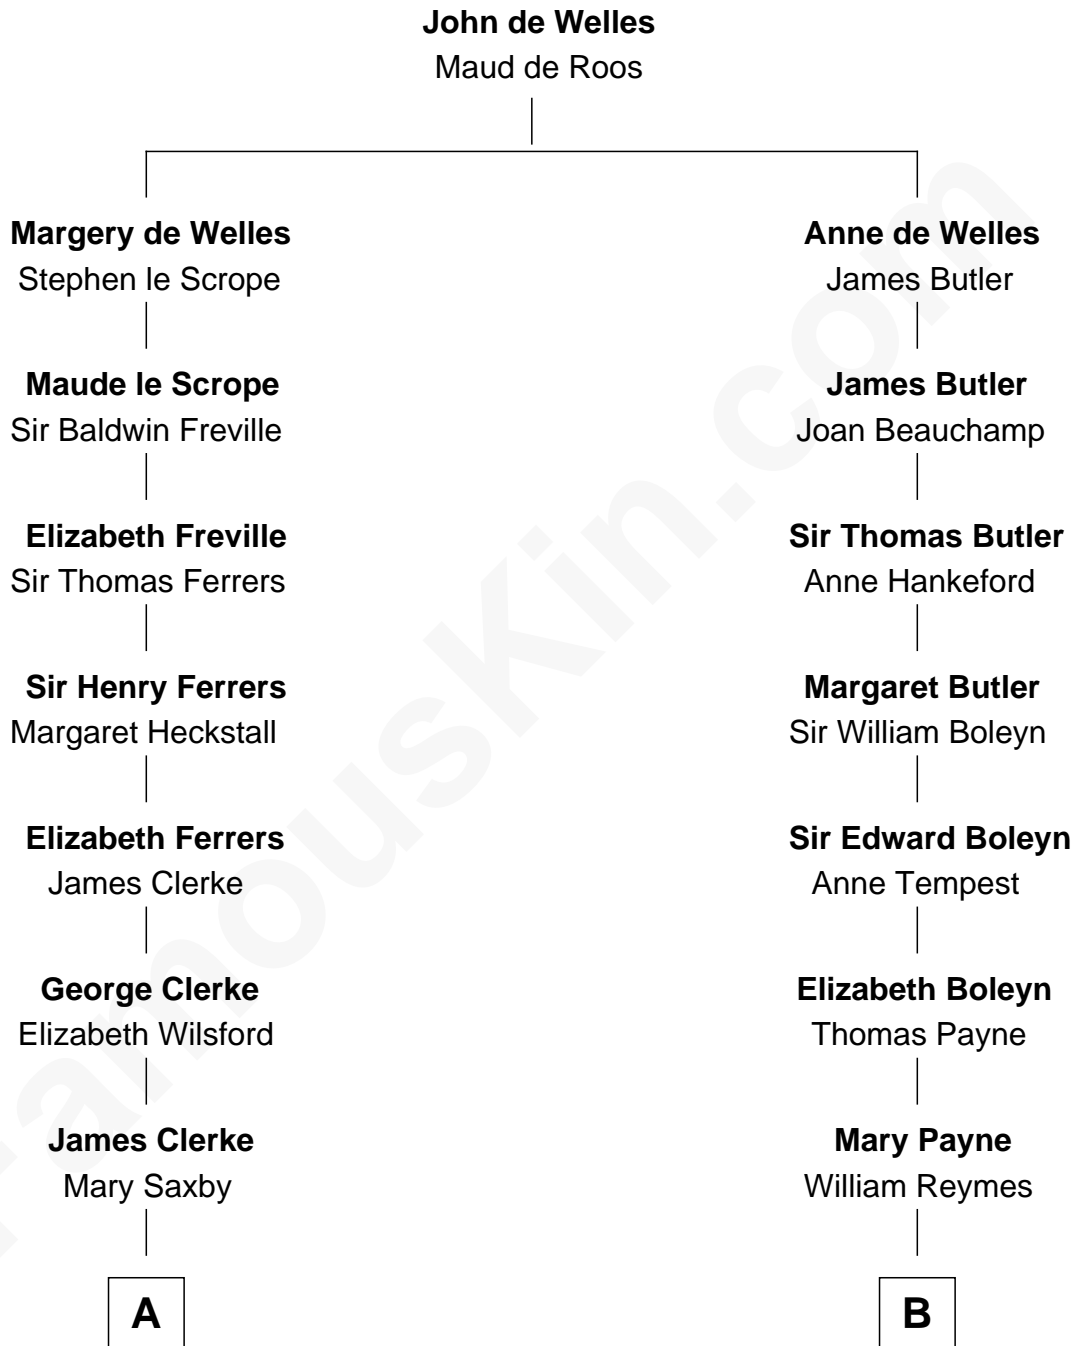 John de Welles
Maud de Roos
Margery de Welles
Stephen le Scrope
Anne de Welles
James Butler
Maude le Scrope
Sir Baldwin Freville
James Butler
Joan Beauchamp
Elizabeth Freville
Sir Thomas Ferrers
Sir Thomas Butler
Anne Hankeford
Sir Henry Ferrers
Margaret Heckstall
Margaret Butler
Sir William Boleyn
Elizabeth Ferrers
James Clerke
Sir Edward Boleyn
Anne Tempest
George Clerke
Elizabeth Wilsford
Elizabeth Boleyn
Thomas Payne
James Clerke
Mary Saxby
Mary Payne
William Reymes
A
B
FamousKin.com